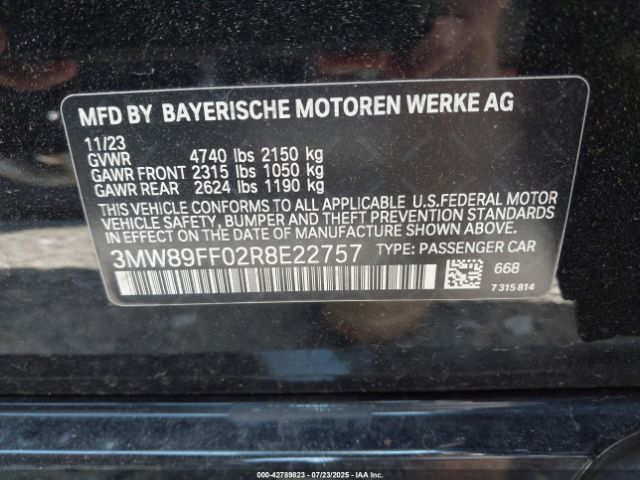 MFD BY BAYERISCHE MOTOREN WERKE AG
11/23
GVWR 4740 lbs 2150 kg
GAWR FRONT 2315 lbs 1050 kg
GAWR REAR 2624 lbs 1190 kg
THIS VEHICLE CONFORMS TO ALL APPLICABLE U.S.FEDERAL MOTOR
VEHICLE SAFETY, BUMPER AND THEFT PREVENTION STANDARDS
IN EFFECT ON THE DATE OF MANUFACTURE SHOWN ABOVE.
3MW89FF02R8E22757 TYPE: PASSENGER CAR
668
7 315 814
000-42789823 | 07/23/2025 | Copyright © IAA Holdings, LLC